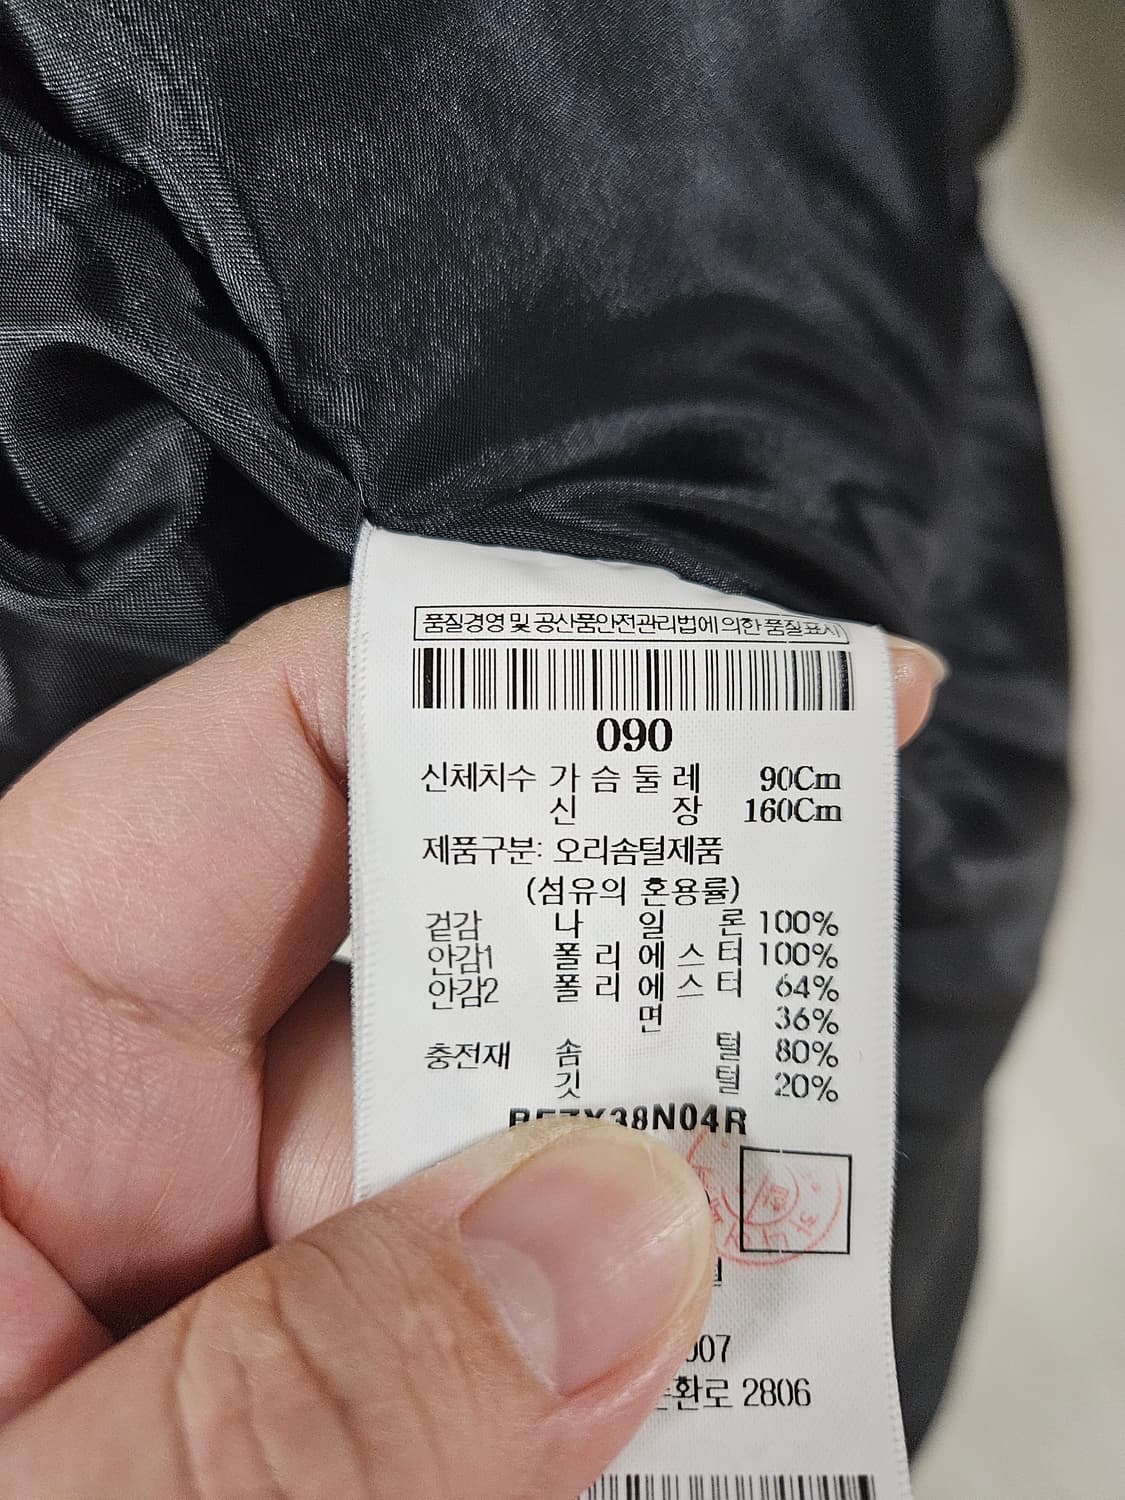 품질경영 및 공산품안전관리법에 의한 품질표시
090
신체치수 가 슴 둘 레 90Cm
신 장 160Cm
제품구분: 오리솜털제품
(섬유의 혼용률)
겉감 나 일 론 100%
안감1 폴 리 에 스 터 100%
안감2 폴 리 에 스 터 64%
면 36%
충전재 솜 털 80%
깃 털 20%
2806